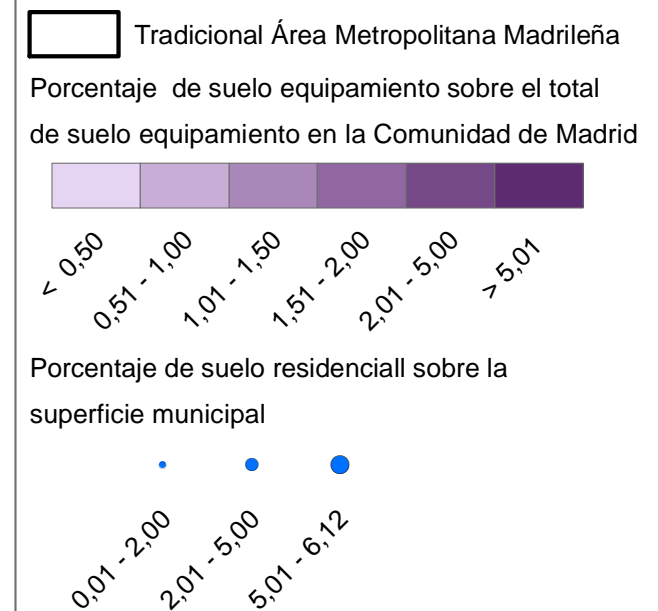 Tradicional Área Metropolitana Madrileña
Porcentaje de suelo equipamiento sobre el total
de suelo equipamiento en la Comunidad de Madrid
< 0,50
0,51 - 1,00
1,01 - 1,50
1,51 - 2,00
2,01 - 5,00
> 5,01
Porcentaje de suelo residenciall sobre la
superficie municipal
0,01 - 2,00
2,01 - 5,00
5,01 - 6,12